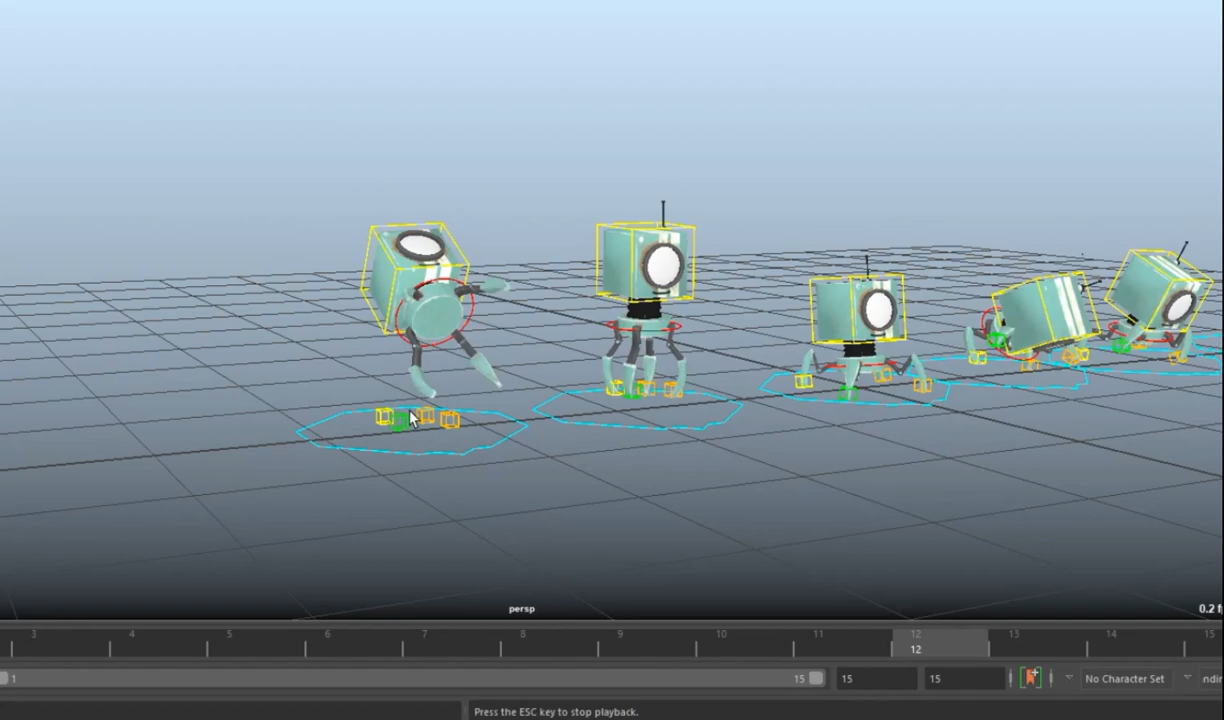 persp
0.2 f
3 4 5 6 7 8 9 10 11 12 13 14 15
12
1 15 15 15 No Character Set
Press the ESC key to stop playback.